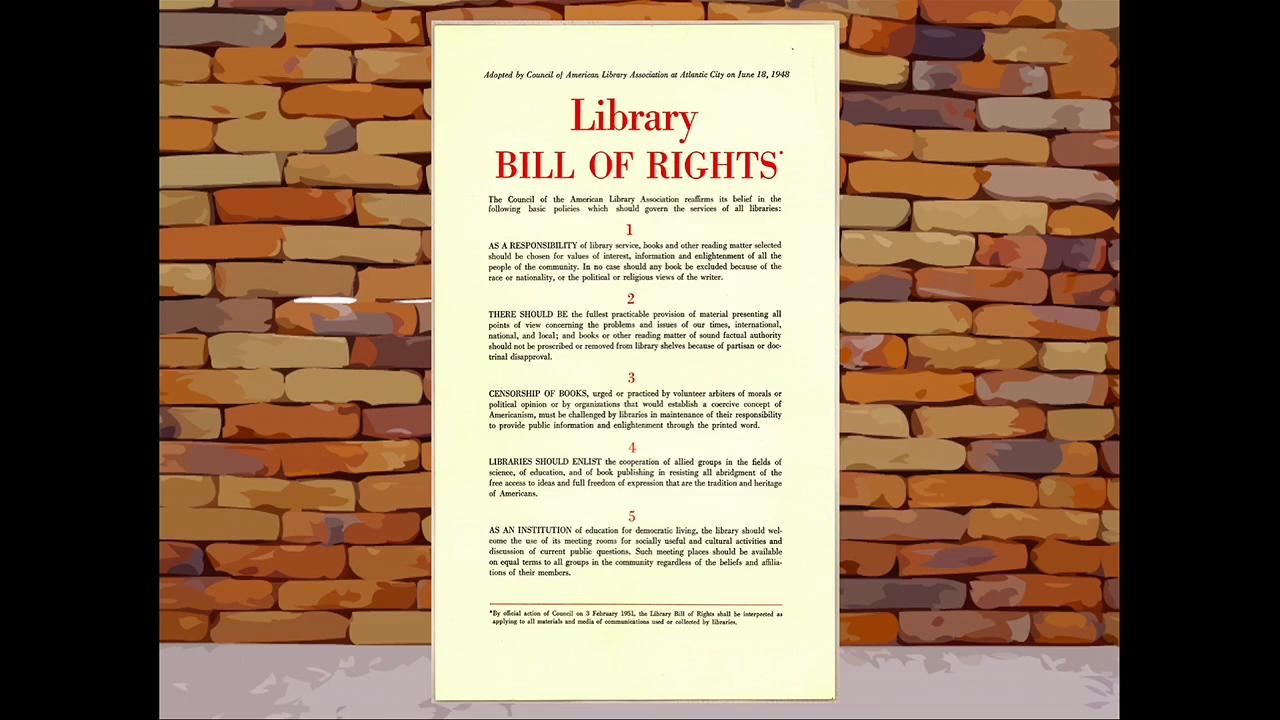 Adopted by Council of American Library Association at Atlantic City on June 18, 1948
Library
BILL OF RIGHTS*
The Council of the American Library Association reaffirms its belief in the
following basic policies which should govern the services of all libraries:
1
AS A RESPONSIBILITY of library service, books and other reading matter selected
should be chosen for values of interest, information and enlightenment of all the
people of the community. In no case should any book be excluded because of the
race or nationality, or the political or religious views of the writer.
2
THERE SHOULD BE the fullest practicable provision of material presenting all
points of view concerning the problems and issues of our times, international,
national, and local; and books or other reading matter of sound factual authority
should not be proscribed or removed from library shelves because of partisan or doc-
trinal disapproval.
3
CENSORSHIP OF BOOKS, urged or practiced by volunteer arbiters of morals or
political opinion or by organizations that would establish a coercive concept of
Americanism, must be challenged by libraries in maintenance of their responsibility
to provide public information and enlightenment through the printed word.
4
LIBRARIES SHOULD ENLIST the cooperation of allied groups in the fields of
science, of education, and of book publishing in resisting all abridgment of the
free access to ideas and full freedom of expression that are the tradition and heritage
of Americans.
5
AS AN INSTITUTION of education for democratic living, the library should wel-
come the use of its meeting rooms for socially useful and cultural activities and
discussion of current public questions. Such meeting places should be available
on equal terms to all groups in the community regardless of the beliefs and affilia-
tions of their members.
*By official action of Council on 3 February 1951, the Library Bill of Rights shall be interpreted as
applying to all materials and media of communications used or collected by libraries.